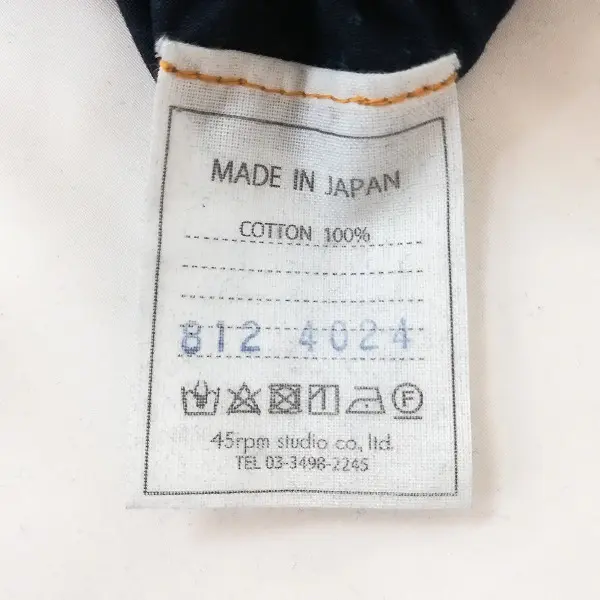 MADE IN JAPAN
COTTON 100%
812 4024
F
45rpm studio co., ltd.
TEL 03-3498-2245